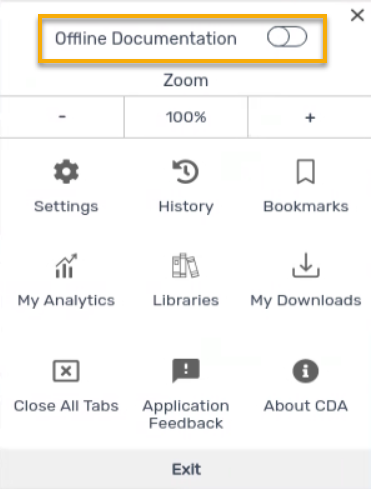 Offline Documentation
Zoom
- 100% +
Settings History Bookmarks
My Analytics Libraries My Downloads
Close All Tabs Application Feedback About CDA
Exit